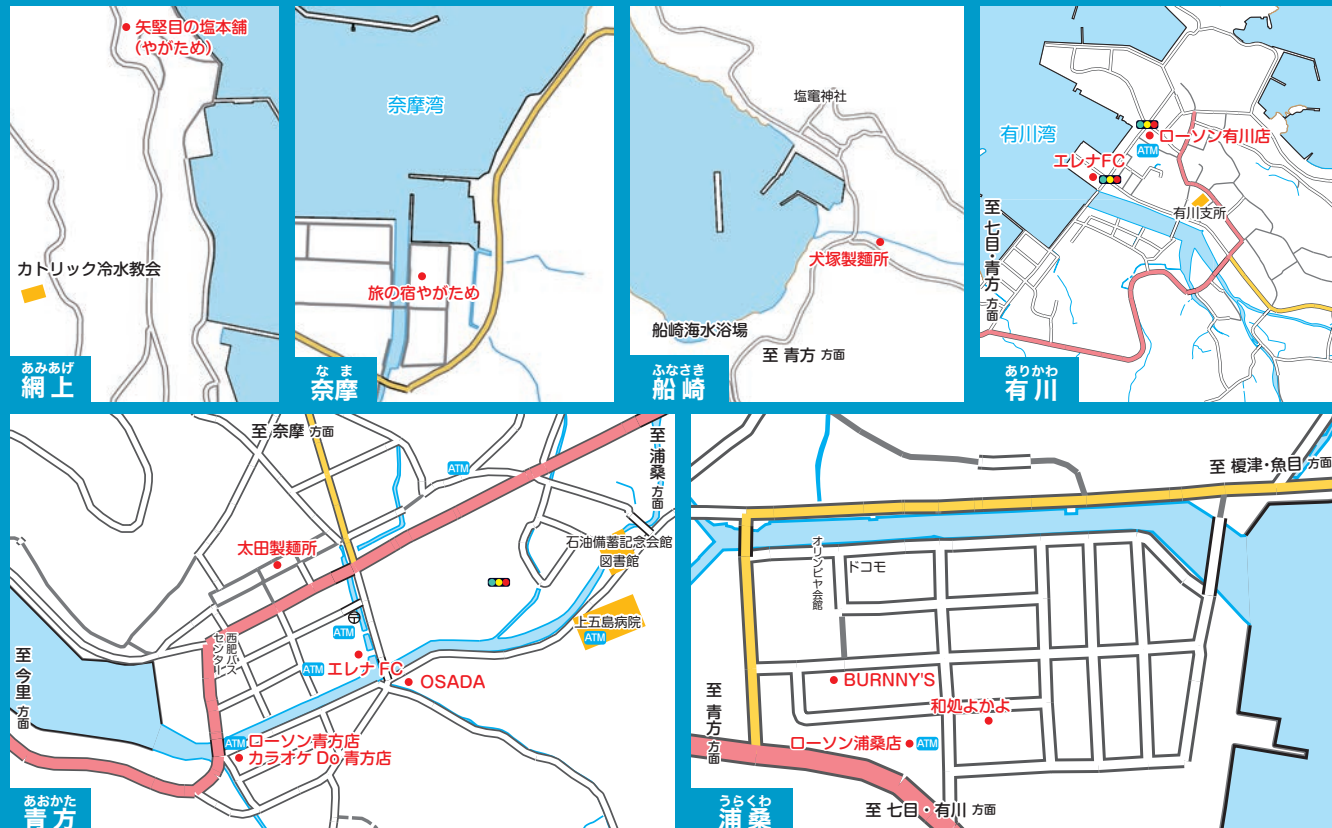 矢堅目の塩本舗
(やがため)
カトリック冷水教会
あみあげ
網上
奈摩湾
旅の宿やがため
なま
奈摩
塩竈神社
犬塚製麵所
船崎海水浴場
至 青方 方面
ふなさき
船崎
有川湾
ローソン有川店
ATM
エレナFC
有川支所
至 七目・青方 方面
ありかわ
有川
至 奈摩 方面
ATM
至 浦桑 方面
太田製麵所
石油備蓄記念会館
図書館
上五島病院
ATM
西肥バス
センター
ATM
ATM
エレナ FC
OSADA
至 今里 方面
ATM
ローソン青方店
カラオケ Do 青方店
あおかた
青方
至 榎津・魚目 方面
オリンピヤ会館
ドコモ
BURNNY'S
和処よかよ
至 青方 方面
ローソン浦桑店
ATM
至 七目・有川 方面
うらくわ
浦桑